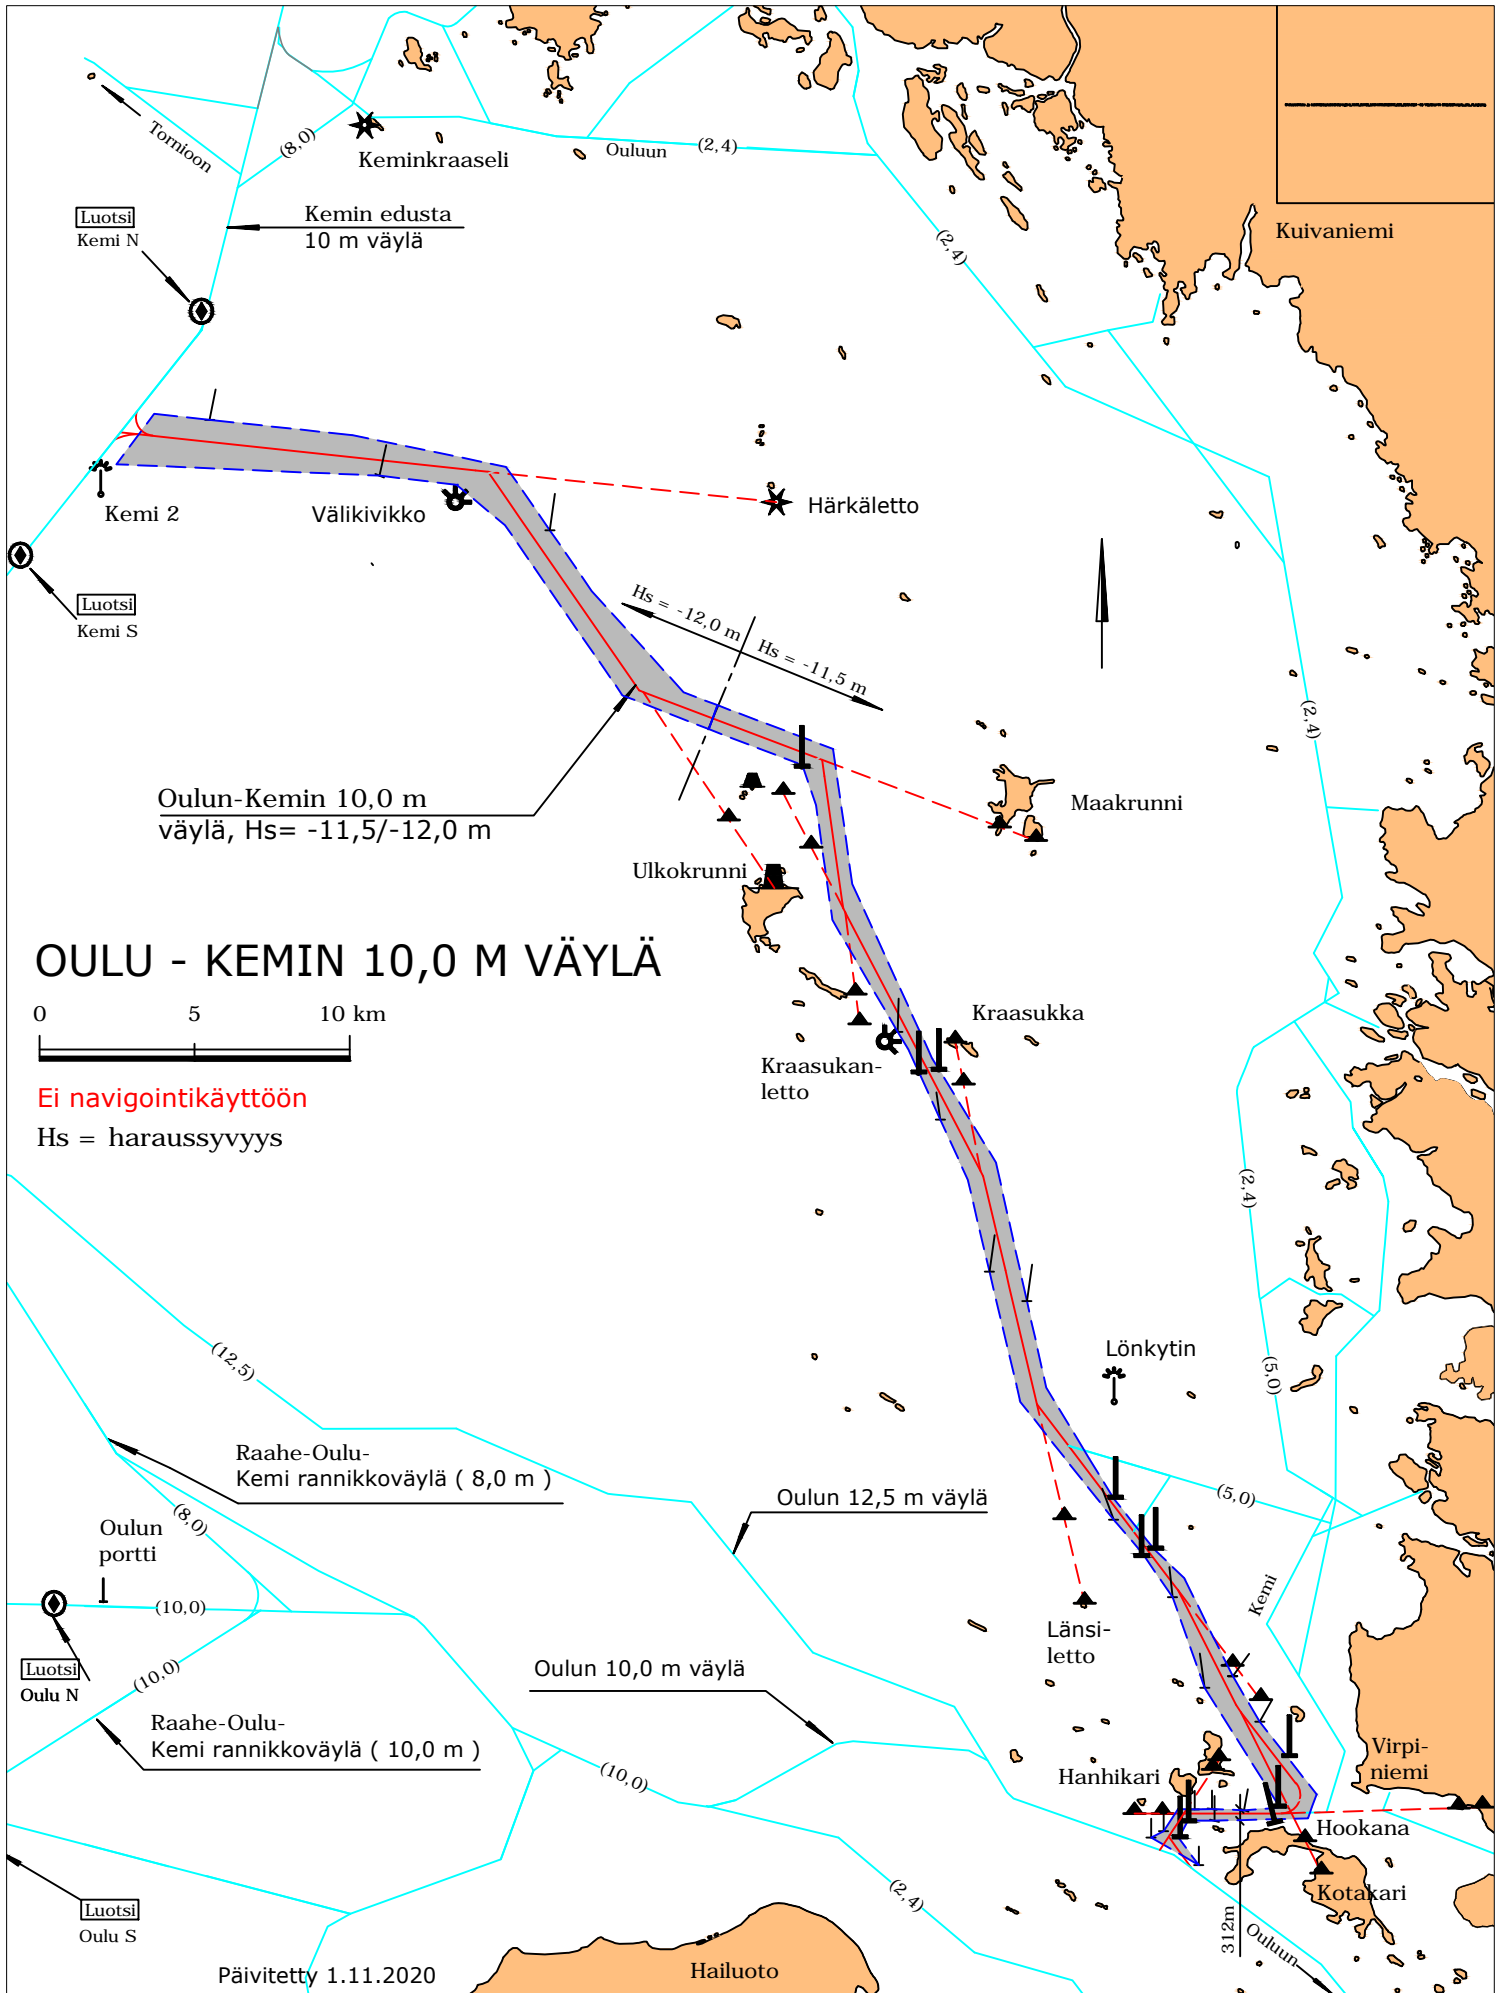 Tornioon
(8,0)
Keminkraaseli
Ouluun
(2,4)
Luotsi
Kemi N
Kemin edusta
10 m väylä
(2,4)
Kuivaniemi
Kemi 2
Välikivikko
Härkäletto
Luotsi
Kemi S
Hs = -12,0 m
Hs = -11,5 m
(2,4)
Oulun-Kemin 10,0 m
väylä, Hs= -11,5/-12,0 m
Maakrunni
Ulkokrunni
OULU - KEMIN 10,0 M VÄYLÄ
0 5 10 km
Kraasukka
Kraasukan-
letto
Ei navigointikäyttöön
Hs = haraussyvyys
(2,4)
(12,5)
Lönkytin
(5,0)
Raahe-Oulu-
Kemi rannikkoväylä ( 8,0 m )
Oulun 12,5 m väylä
(5,0)
(8,0)
Oulun
portti
(10,0)
Kemi
Länsi-
letto
Luotsi
Oulu N
(10,0)
Oulun 10,0 m väylä
Raahe-Oulu-
Kemi rannikkoväylä ( 10,0 m )
(10,0)
Hanhikari
Virpi-
niemi
Hookana
Kotakari
(2,4)
312m
Ouluun
Luotsi
Oulu S
Päivitetty 1.11.2020
Hailuoto